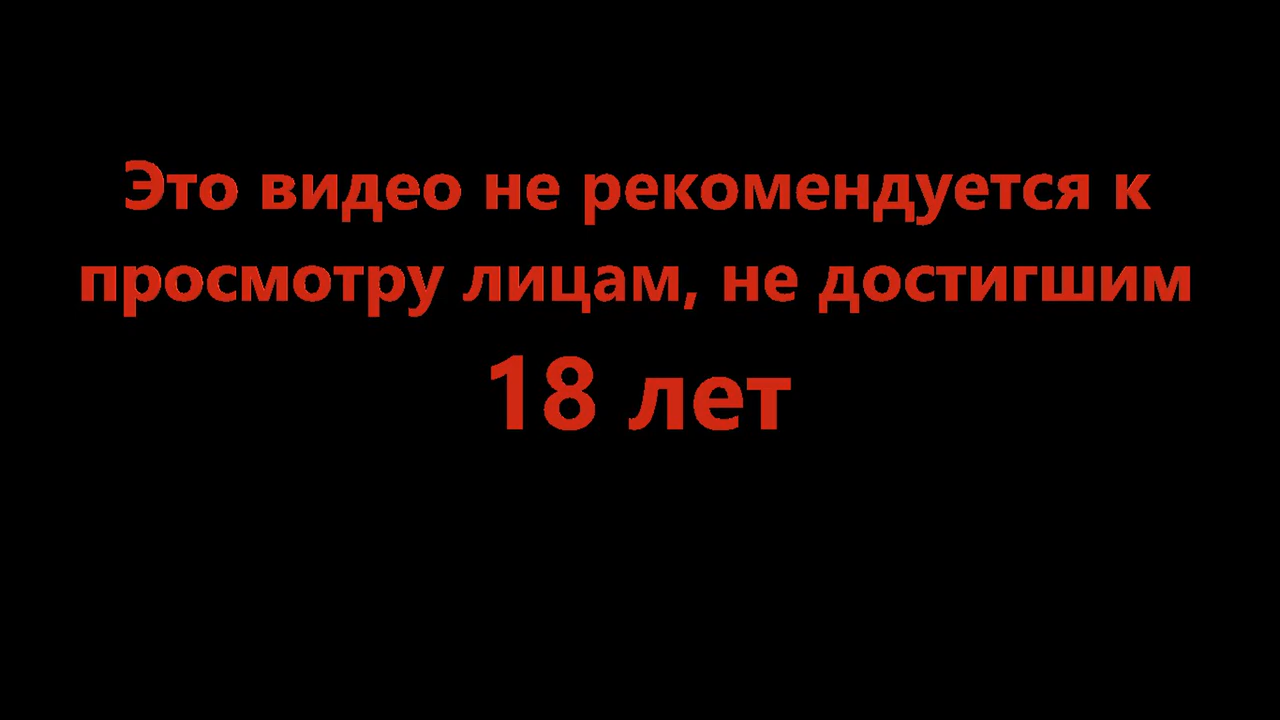 Это видео не рекомендуется к
просмотру лицам, не достигшим
18 лет